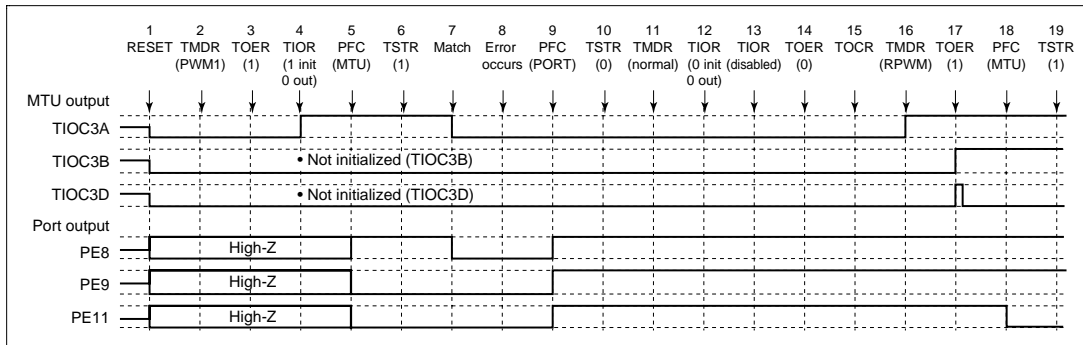 1 2 3 4 5 6 7 8 9 10 11 12 13 14 15 16 17 18 19
RESET TMDR TOER TIOR PFC TSTR Match Error PFC TSTR TMDR TIOR TIOR TOER TOCR TMDR TOER PFC TSTR
(PWM1) (1) (1 init (MTU) (1) occurs (PORT) (0) (normal) (0 init (disabled) (0) (RPWM) (1) (MTU) (1)
0 out) 0 out)
MTU output
TIOC3A
TIOC3B • Not initialized (TIOC3B)
TIOC3D • Not initialized (TIOC3D)
Port output
PE8 High-Z
PE9 High-Z
PE11 High-Z